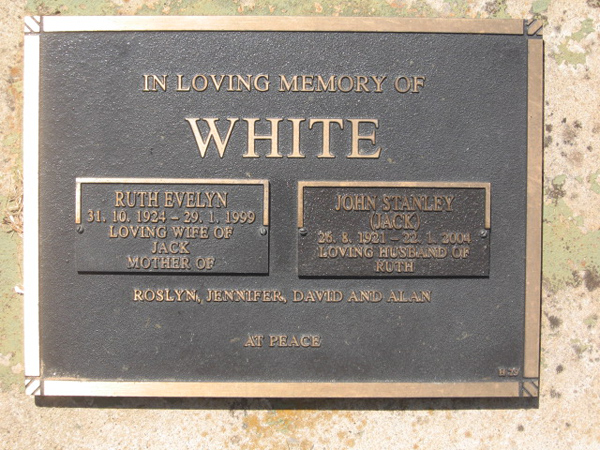 IN LOVING MEMORY OF
WHITE
RUTH EVELYN
31. 10. 1924 – 29. 1. 1999
LOVING WIFE OF
JACK
MOTHER OF
JOHN STANLEY
(JACK)
8. 1921 – 22. 1. 2004
LOVING HUSBAND OF
RUTH
ROSLYN, JENNIFER, DAVID AND ALAN
AT PEACE